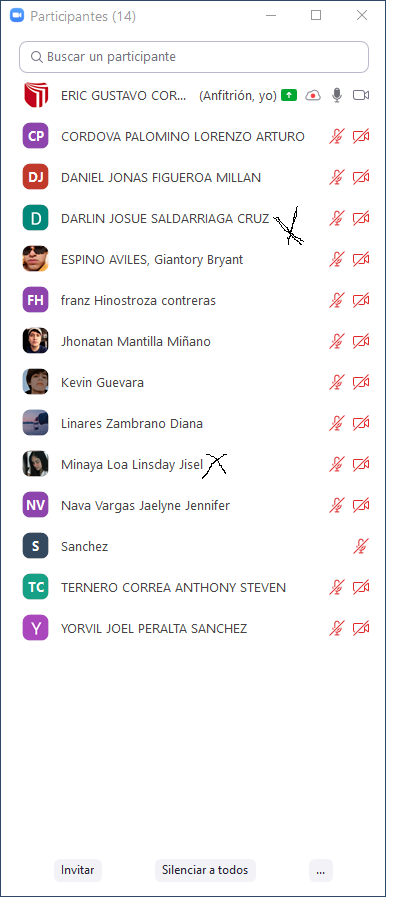 Participantes (14)
Buscar un participante
ERIC GUSTAVO COR... (Anfitrión, yo)
CP CORDOVA PALOMINO LORENZO ARTURO
DJ DANIEL JONAS FIGUEROA MILLAN
D DARLIN JOSUE SALDARRIAGA CRUZ
ESPINO AVILES, Giantory Bryant
FH franz Hinostroza contreras
Jhonatan Mantilla Miñano
Kevin Guevara
Linares Zambrano Diana
Minaya Loa Linsday Jisel
NV Nava Vargas Jaelyne Jennifer
S Sanchez
TC TERNERO CORREA ANTHONY STEVEN
Y YORVIL JOEL PERALTA SANCHEZ
Invitar Silenciar a todos ...